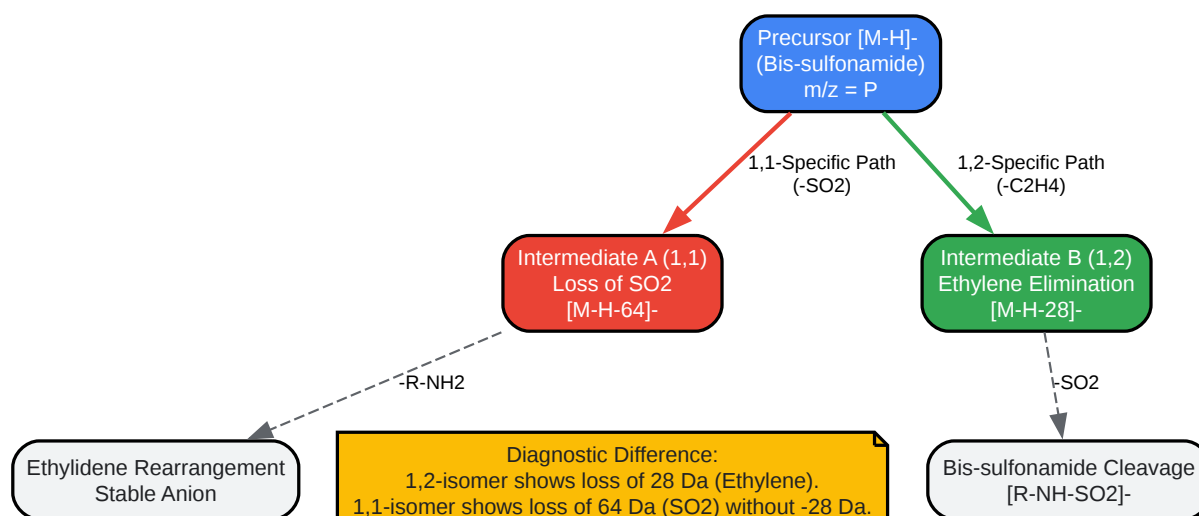 Precursor [M-H]-
(Bis-sulfonamide)
m/z = P
1,1-Specific Path
(-SO2)
1,2-Specific Path
(-C2H4)
Intermediate A (1,1)
Loss of SO2
[M-H-64]-
Intermediate B (1,2)
Ethylene Elimination
[M-H-28]-
-R-NH2
-SO2
Ethylidene Rearrangement
Stable Anion
Diagnostic Difference:
1,2-isomer shows loss of 28 Da (Ethylene).
1,1-isomer shows loss of 64 Da (SO2) without -28 Da.
Bis-sulfonamide Cleavage
[R-NH-SO2]-